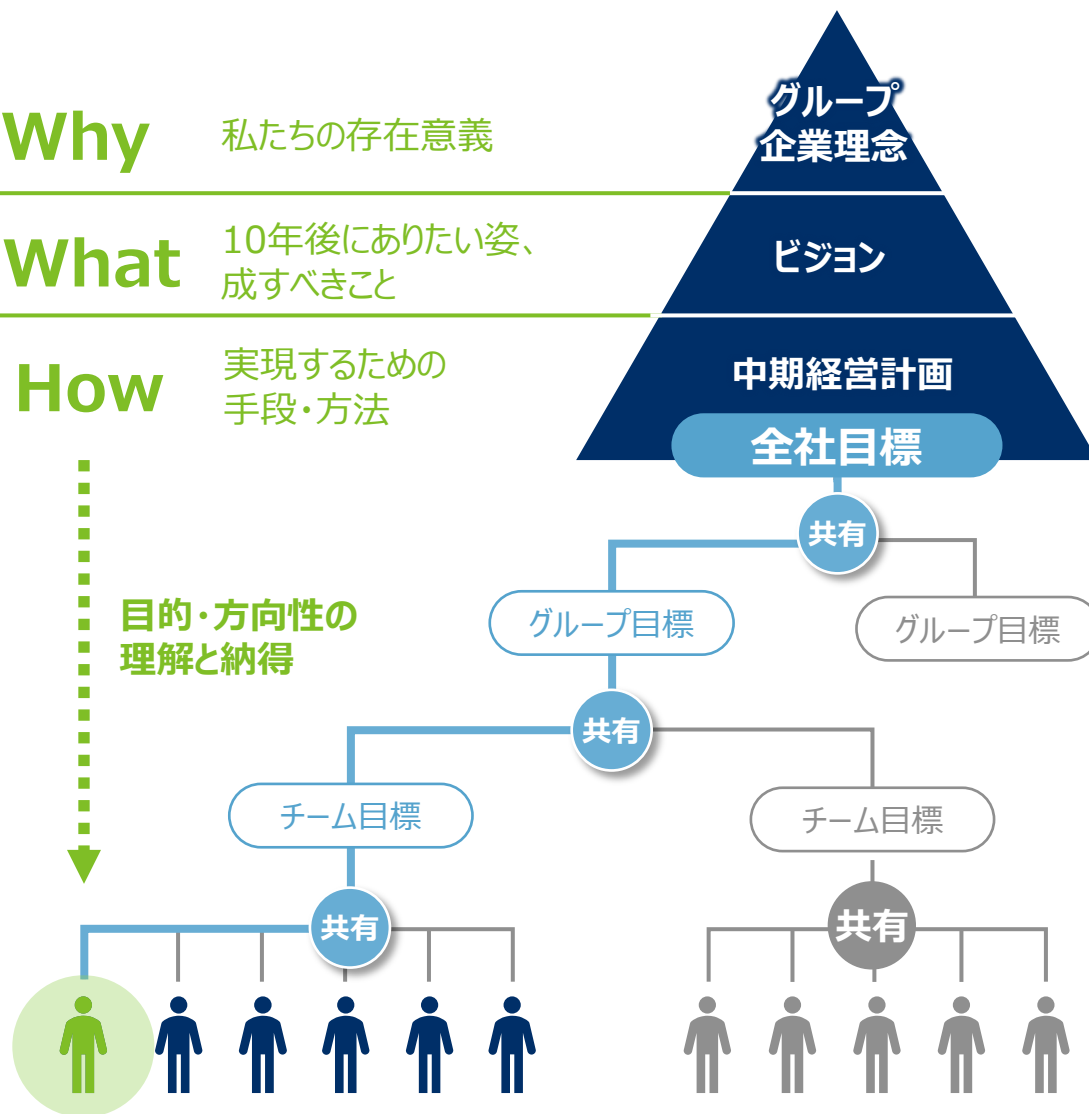 Why
私たちの存在意義
グループ
企業理念
What
10年後にありたい姿、
成すべきこと
ビジョン
How
実現するための
手段・方法
中期経営計画
全社目標
共有
目的・方向性の
理解と納得
グループ目標
グループ目標
共有
チーム目標
チーム目標
共有
共有